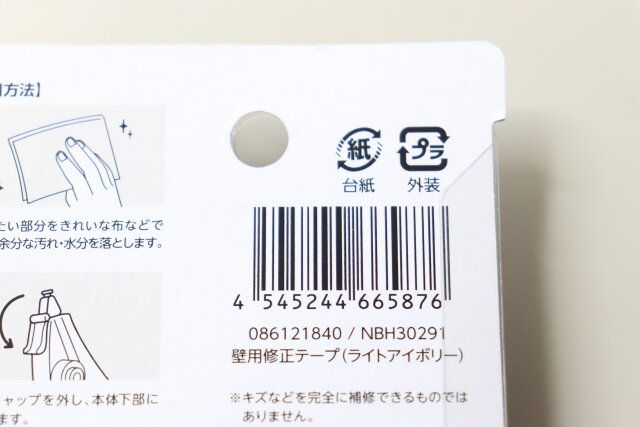 用方法】
たい部分をきれいな布などで
余分な汚れ・水分を落とします。
キャップを外し、本体下部に
ます。
紙
台紙
プラ
外装
4 545244 665876
086121840 / NBH30291
壁用修正テープ(ライトアイボリー)
※キズなどを完全に補修できるものでは
ありません。